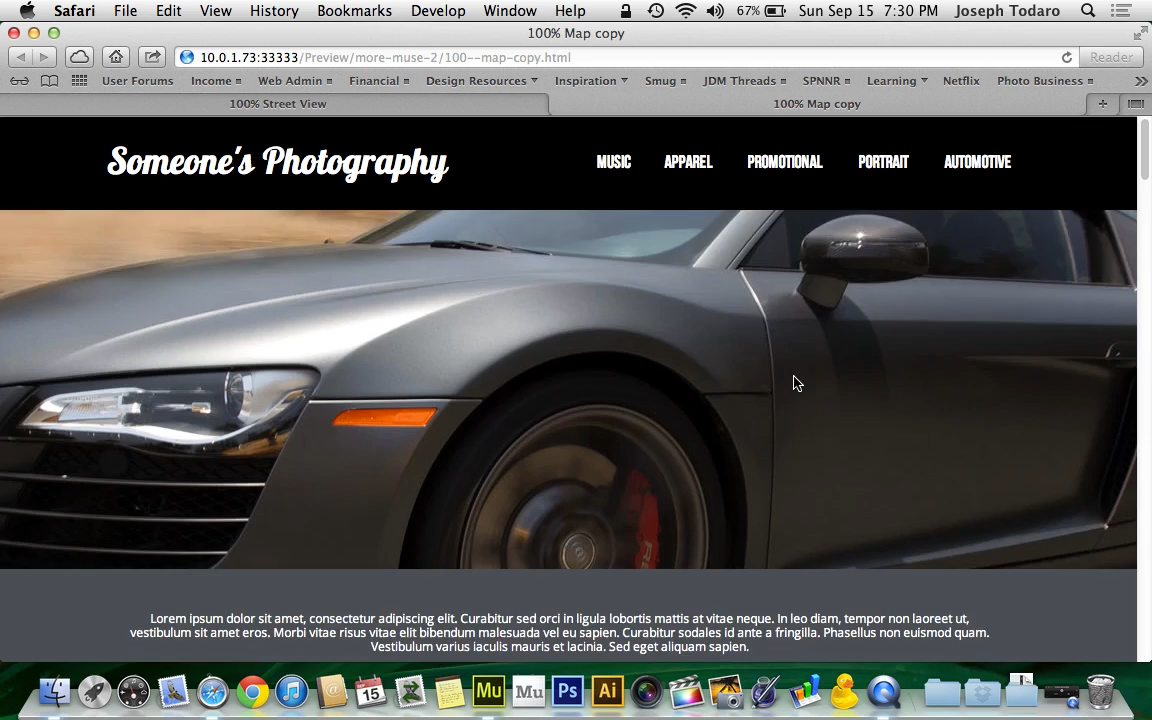 Safari File Edit View History Bookmarks Develop Window Help 67% Sun Sep 15 7:30 PM Joseph Todaro
100% Map copy
10.0.1.73:33333/Preview/more-muse-2/100--map-copy.html Reader
User Forums Income Web Admin Financial Design Resources Inspiration Smug JDM Threads SPNNR Learning Netflix Photo Business
100% Street View 100% Map copy
Someone's Photography MUSIC APPAREL PROMOTIONAL PORTRAIT AUTOMOTIVE
Lorem ipsum dolor sit amet, consectetur adipiscing elit. Curabitur sed orci in ligula lobortis mattis at vitae neque. In leo diam, tempor non laoreet ut,
vestibulum sit amet eros. Morbi vitae risus vitae elit bibendum malesuada vel eu sapien. Curabitur sodales id ante a fringilla. Phasellus non euismod quam.
Vestibulum varius iaculis mauris et lacinia. Sed eget aliquam sapien.
15 Mu Mu Ps Ai